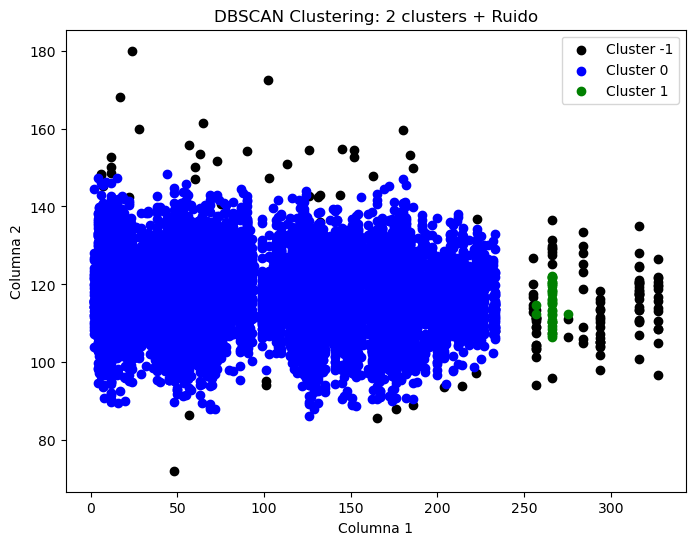 DBSCAN Clustering: 2 clusters + Ruido
Cluster -1
Cluster 0
Cluster 1
180
160
140
120
100
80
Columna 2
0 50 100 150 200 250 300
Columna 1